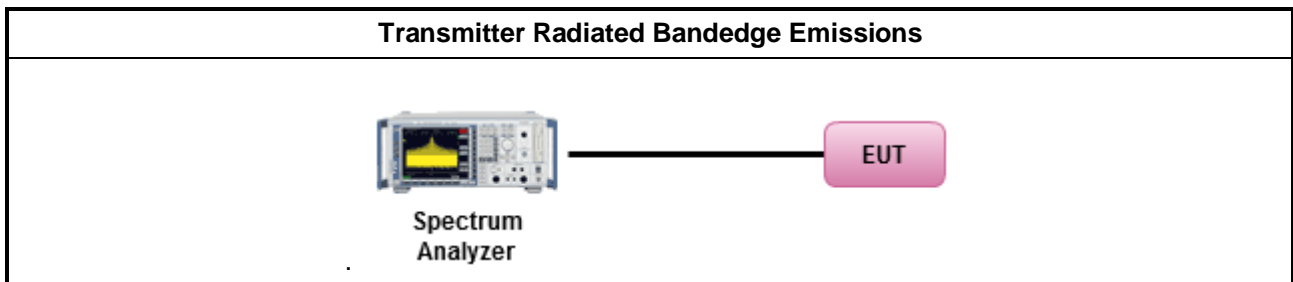 Transmitter Radiated Bandedge Emissions
EUT
Spectrum
Analyzer
.